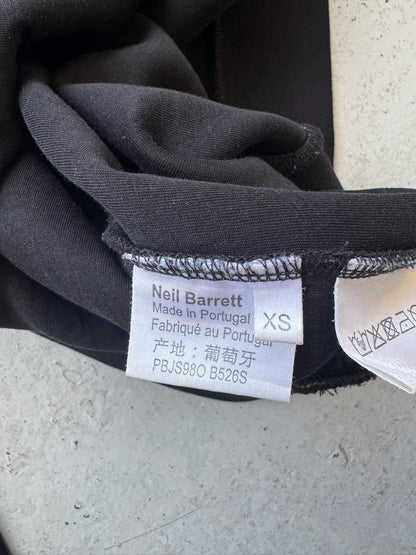 Neil Barrett
Made in Portugal
Fabriqué au Portugal
产地：葡萄牙
PBJS98O B526S
XS